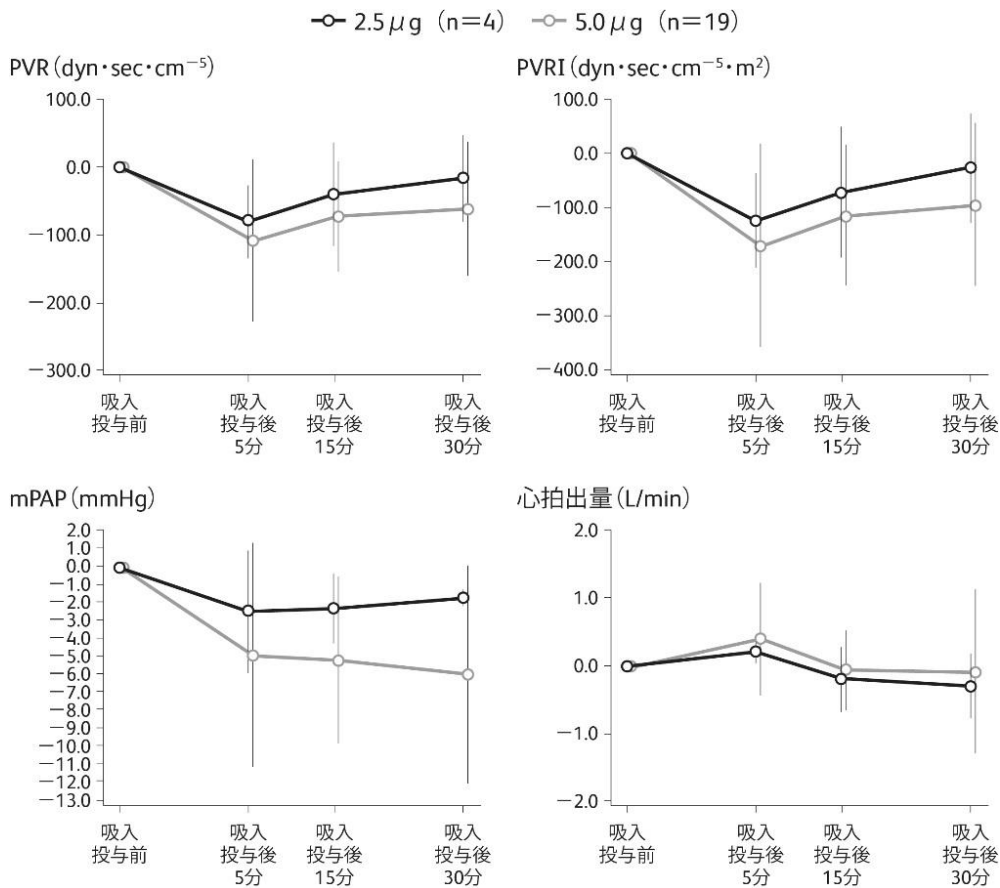 2.5μg（n＝4） 5.0μg（n＝19）
PVR（dyn･sec･cm⁻⁵）
100.0
0.0
－100.0
－200.0
－300.0
吸入 吸入 吸入 吸入
投与前 投与後 投与後 投与後
5分 15分 30分
PVRI（dyn･sec･cm⁻⁵･m²）
100.0
0.0
－100.0
－200.0
－300.0
－400.0
吸入 吸入 吸入 吸入
投与前 投与後 投与後 投与後
5分 15分 30分
mPAP（mmHg）
2.0
1.0
0.0
－1.0
－2.0
－3.0
－4.0
－5.0
－6.0
－7.0
－8.0
－9.0
－10.0
－11.0
－12.0
－13.0
吸入 吸入 吸入 吸入
投与前 投与後 投与後 投与後
5分 15分 30分
心拍出量（L/min）
2.0
1.0
0.0
－1.0
－2.0
吸入 吸入 吸入 吸入
投与前 投与後 投与後 投与後
5分 15分 30分